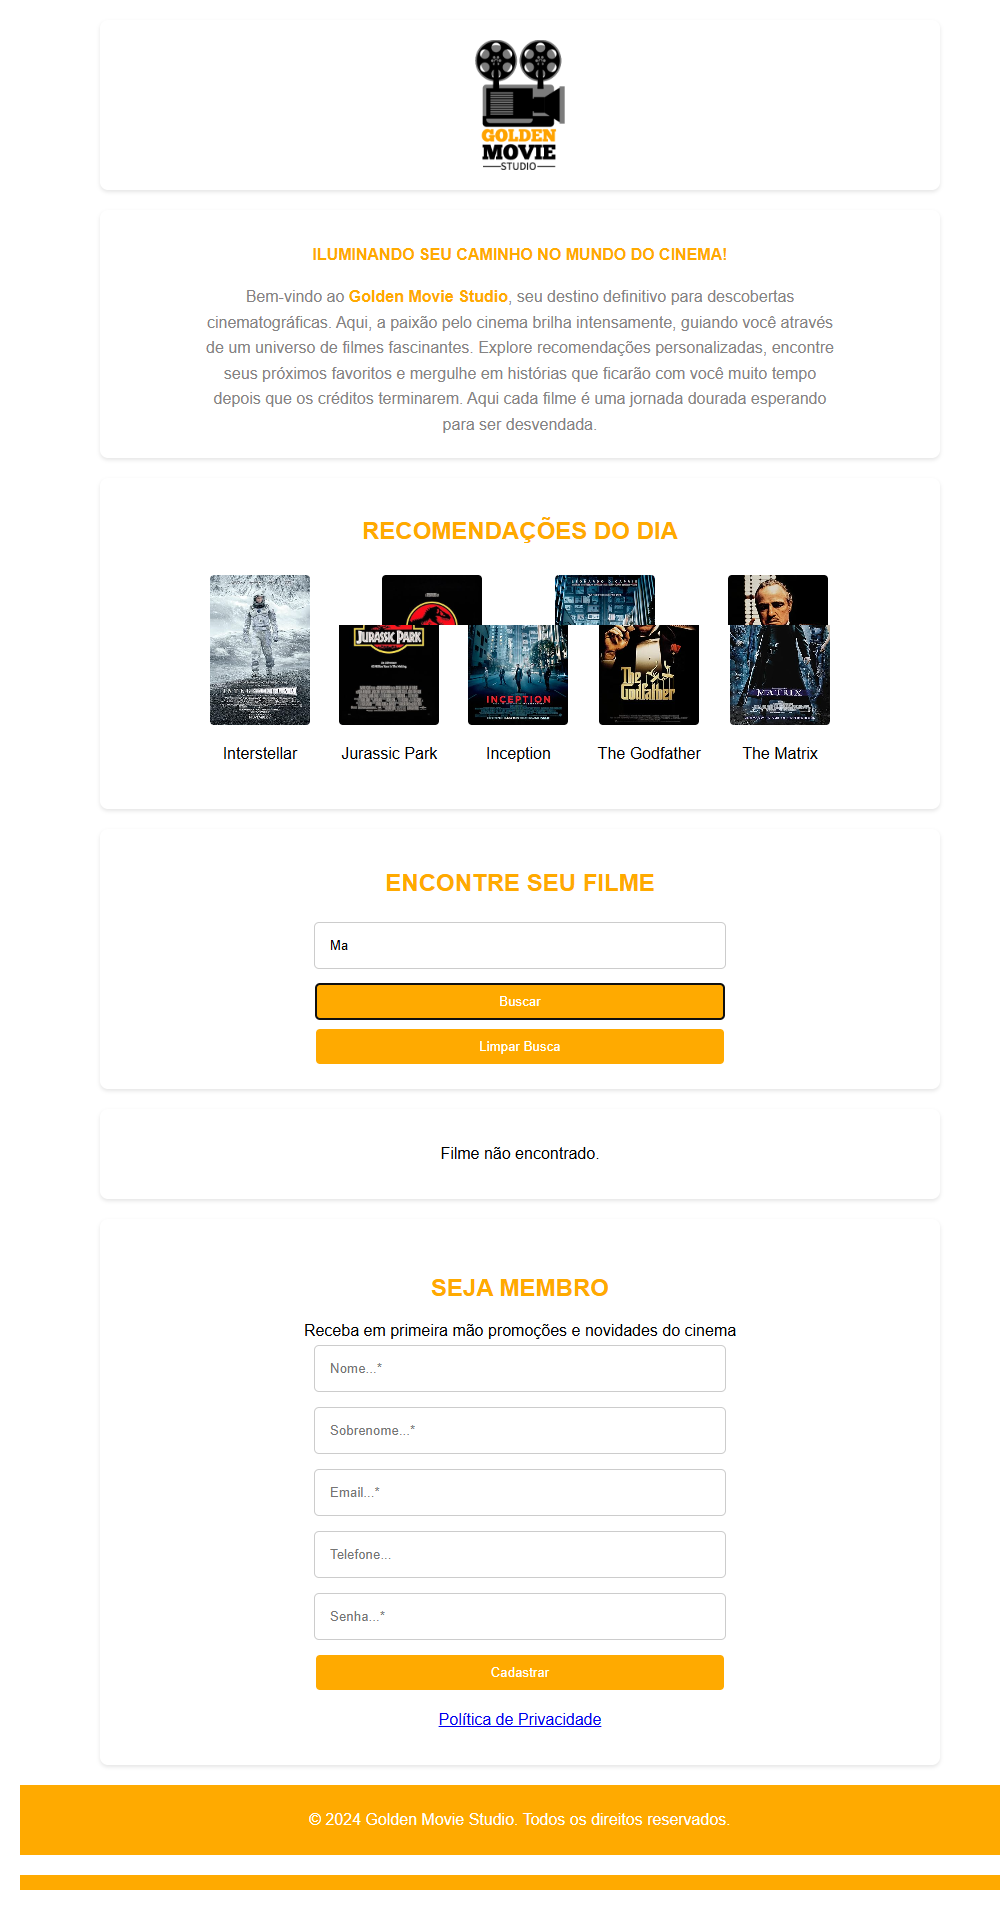 GOLDEN
MOVIE
STUDIO
ILUMINANDO SEU CAMINHO NO MUNDO DO CINEMA!
Bem-vindo ao Golden Movie Studio, seu destino definitivo para descobertas
cinematográficas. Aqui, a paixão pelo cinema brilha intensamente, guiando você através
de um universo de filmes fascinantes. Explore recomendações personalizadas, encontre
seus próximos favoritos e mergulhe em histórias que ficarão com você muito tempo
depois que os créditos terminarem. Aqui cada filme é uma jornada dourada esperando
para ser desvendada.
RECOMENDAÇÕES DO DIA
JURASSIC PARK
INCEPTION
The
Godfather
MATRIX
Interstellar
Jurassic Park
Inception
The Godfather
The Matrix
ENCONTRE SEU FILME
Ma
Buscar
Limpar Busca
Filme não encontrado.
SEJA MEMBRO
Receba em primeira mão promoções e novidades do cinema
Nome...*
Sobrenome...*
Email...*
Telefone...
Senha...*
Cadastrar
Política de Privacidade
© 2024 Golden Movie Studio. Todos os direitos reservados.